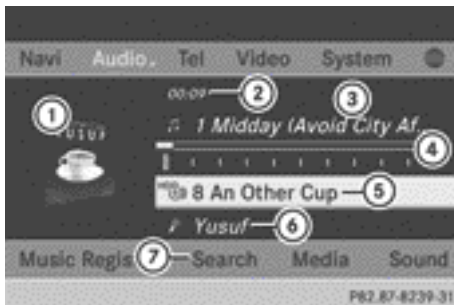 Navi Audio. Tel Video System
00:09 2
1 3
1 Midday (Avoid City Af.
4
8 An Other Cup 5
Yusuf 6
Music Regis 7 Search Media Sound
P82.87-8239-31